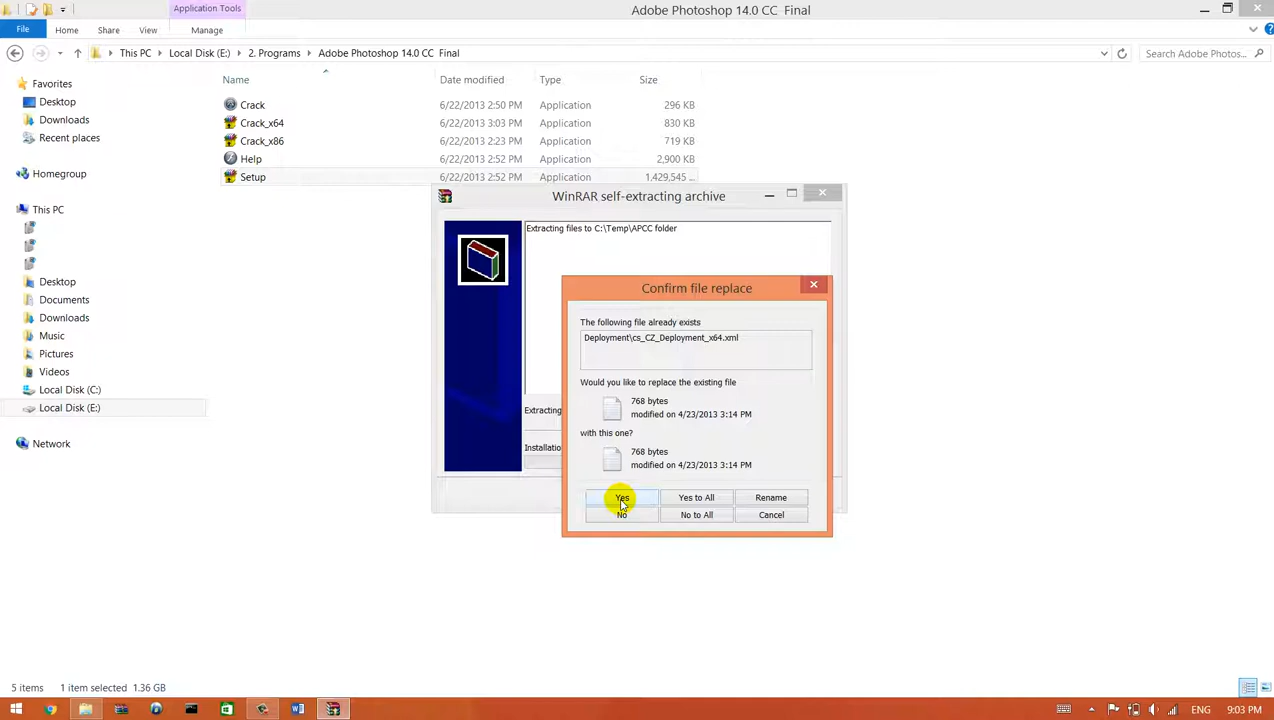 Application Tools
Adobe Photoshop 14.0 CC  Final
File
Home
Share
View
Manage
This PC
Local Disk (E:)
2. Programs
Adobe Photoshop 14.0 CC  Final
Search Adobe Photos...
Favorites
Desktop
Downloads
Recent places
Homegroup
This PC
Desktop
Documents
Downloads
Music
Pictures
Videos
Local Disk (C:)
Local Disk (E:)
Network
Name
Date modified
Type
Size
Crack
6/22/2013 2:50 PM
Application
296 KB
Crack_x64
6/22/2013 3:03 PM
Application
830 KB
Crack_x86
6/22/2013 2:23 PM
Application
719 KB
Help
6/22/2013 2:52 PM
Application
2,900 KB
Setup
6/22/2013 2:52 PM
Application
1,429,545 ...
WinRAR self-extracting archive
Extracting files to C:\Temp\APCC folder
Extracting
Installatio
Confirm file replace
The following file already exists
Deployment\cs_CZ_Deployment_x64.xml
Would you like to replace the existing file
768 bytes
modified on 4/23/2013 3:14 PM
with this one?
768 bytes
modified on 4/23/2013 3:14 PM
Yes
Yes to All
Rename
No
No to All
Cancel
5 items
1 item selected  1.36 GB
ENG
9:03 PM